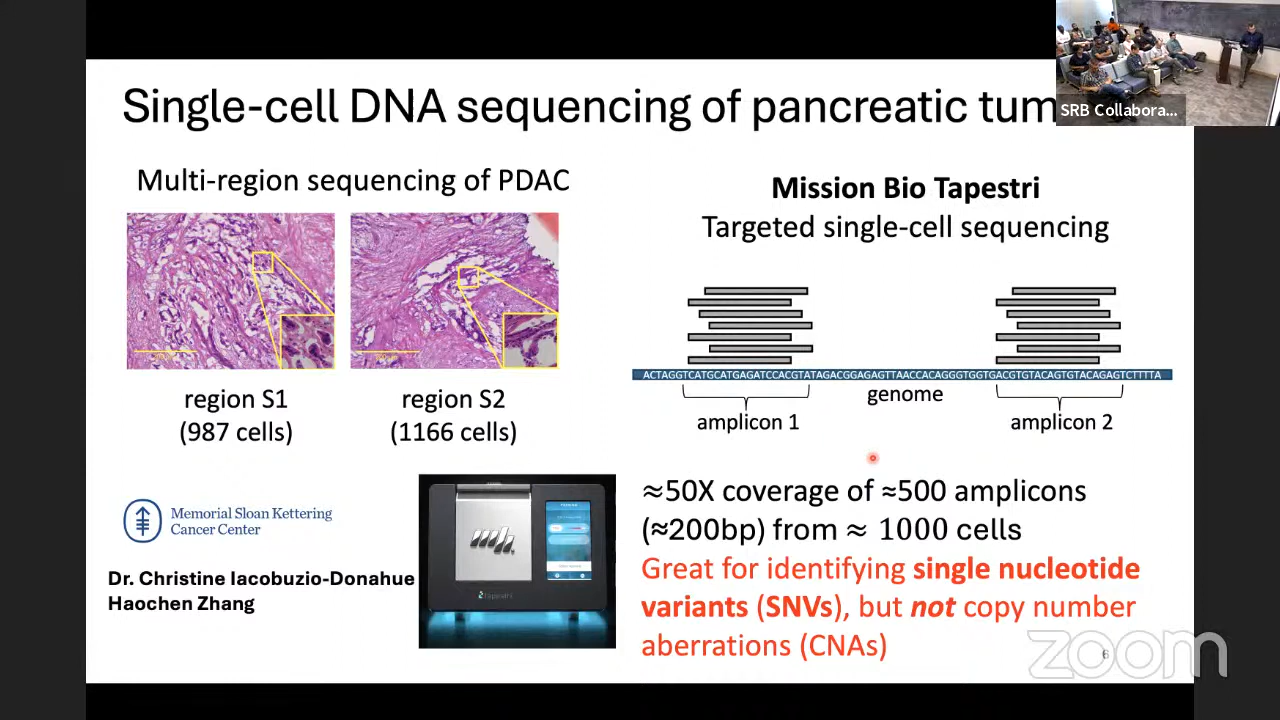 Single-cell DNA sequencing of pancreatic tum
SRB Collabora...
Multi-region sequencing of PDAC
region S1
(987 cells)
region S2
(1166 cells)
Memorial Sloan Kettering
Cancer Center
Dr. Christine Iacobuzio-Donahue
Haochen Zhang
Mission Bio Tapestri
Targeted single-cell sequencing
ACTAGGTCATGCATGAGATCCACGTATAGACGGAGAGTTAACCACAGGGTGGTGACGTGTACAGTGTACAGAGTCTTTTA
genome
amplicon 1
amplicon 2
≈50X coverage of ≈500 amplicons
(≈200bp) from ≈ 1000 cells
Great for identifying single nucleotide
variants (SNVs), but not copy number
aberrations (CNAs)
6
zoom